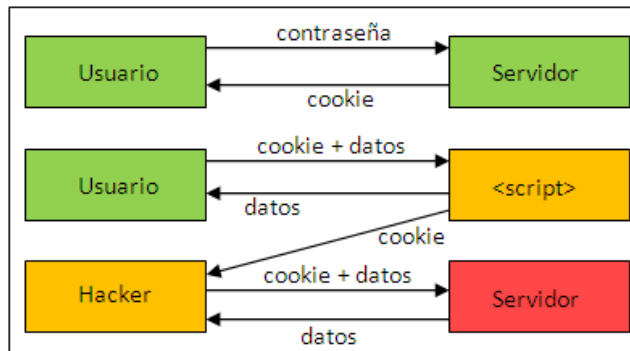 contraseña
Usuario
Servidor
cookie
cookie + datos
Usuario
<script>
datos
cookie
Hacker
cookie + datos
Servidor
datos